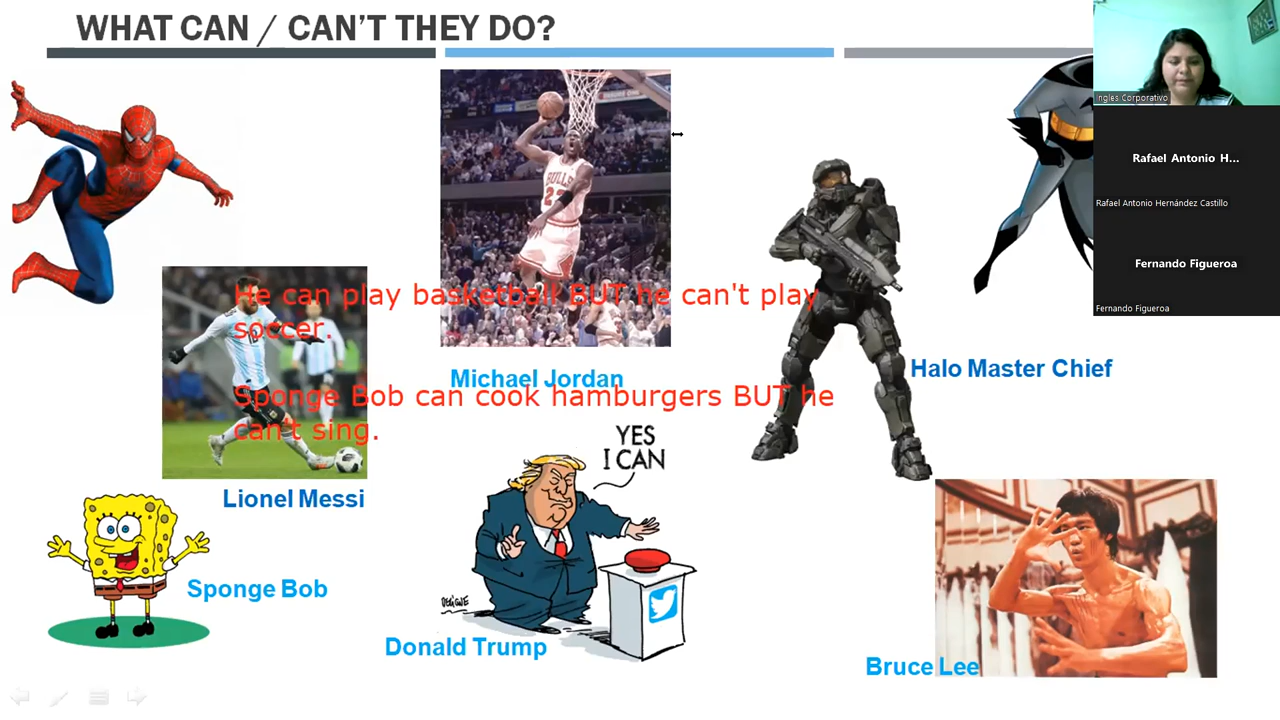 WHAT CAN / CAN'T THEY DO?
Ingles Corporativo
Rafael Antonio H...
Rafael Antonio Hernández Castillo
Fernando Figueroa
Fernando Figueroa
BULLS
He can play basketball BUT he can't play
soccer.
Michael Jordan
Halo Master Chief
Sponge Bob can cook hamburgers BUT he
can't sing.
YES
I CAN
Lionel Messi
Sponge Bob
Donald Trump
Bruce Lee